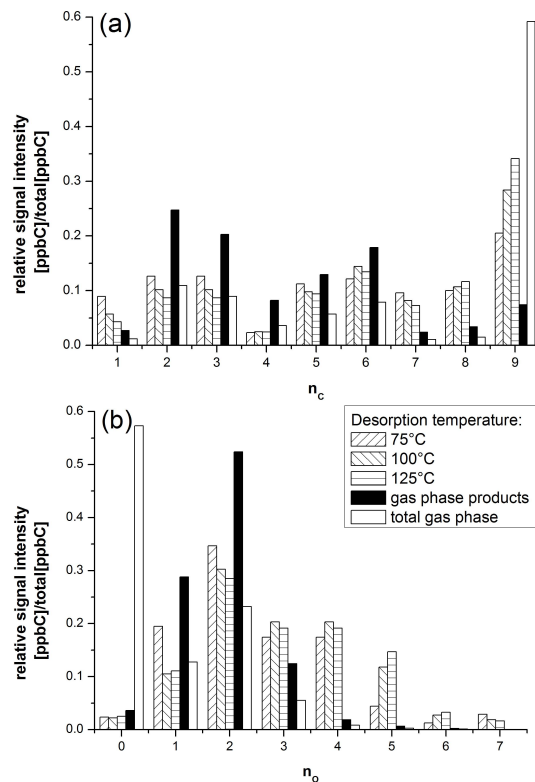 (a)
relative signal intensity
[ppbC]/total[ppbC]
0.6
0.5
0.4
0.3
0.2
0.1
0.0
1 2 3 4 5 6 7 8 9
n_c
(b)
relative signal intensity
[ppbC]/total[ppbC]
0.6
0.5
0.4
0.3
0.2
0.1
0.0
0 1 2 3 4 5 6 7
n_o
Desorption temperature:
75°C
100°C
125°C
gas phase products
total gas phase